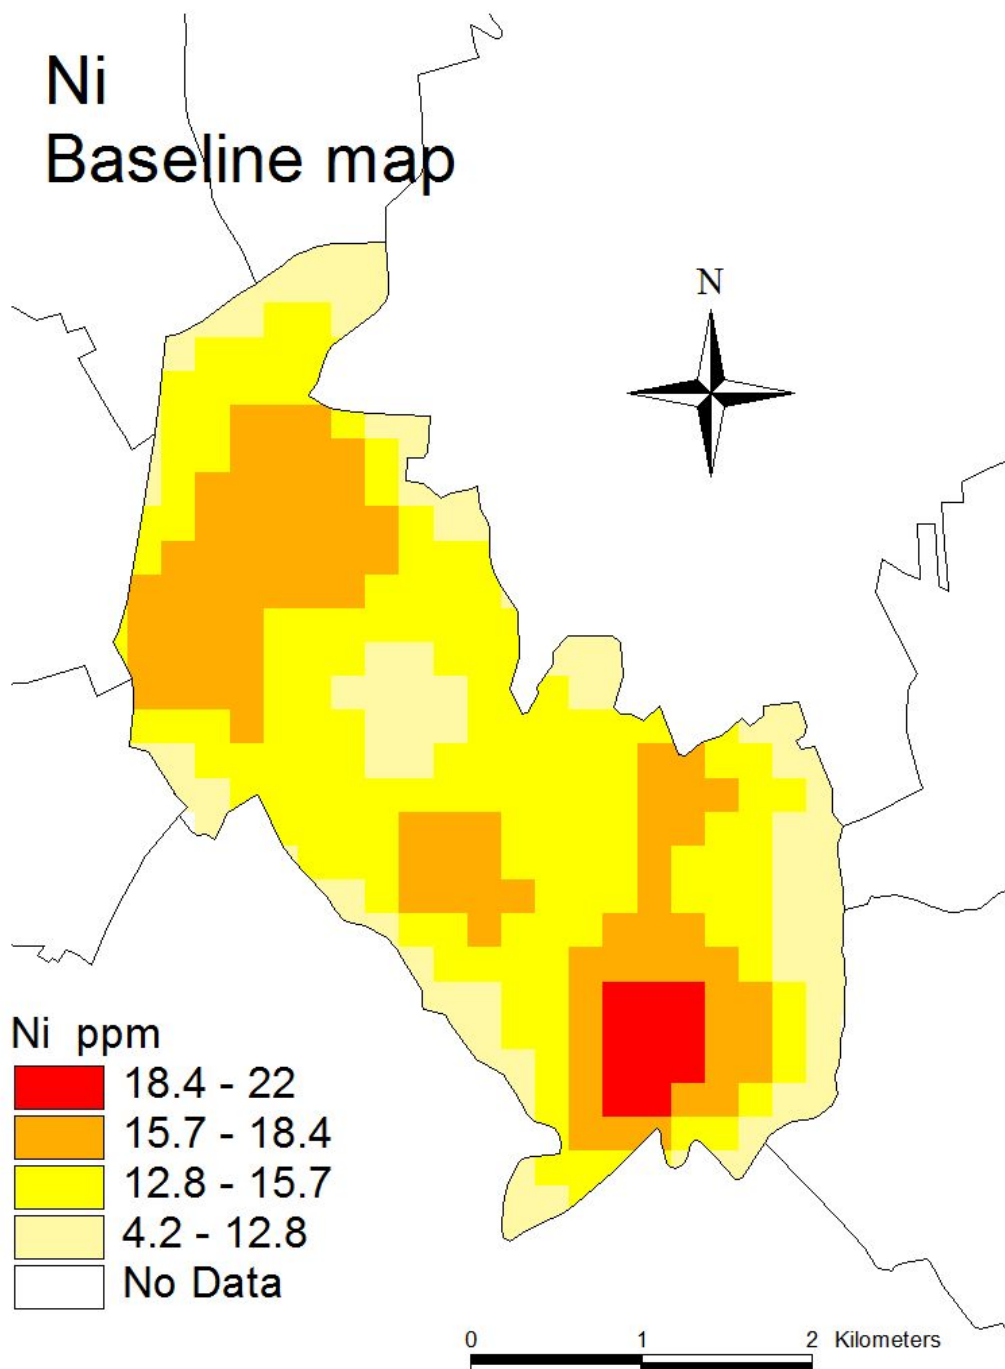 Ni
Baseline map
N
Ni ppm
18.4 - 22
15.7 - 18.4
12.8 - 15.7
4.2 - 12.8
No Data
0 1 2 Kilometers